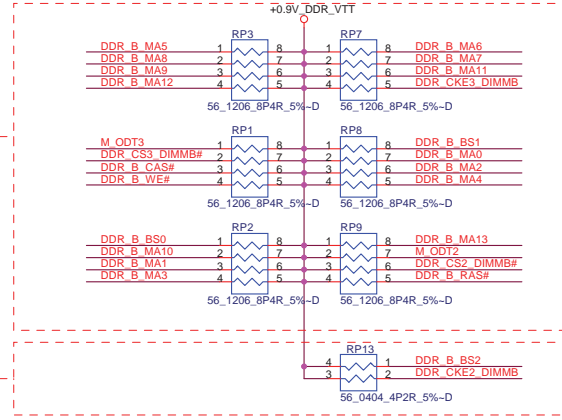 +0.9V_DDR_VTT
RP3 RP7
DDR_B_MA5 1 8 1 8 DDR_B_MA6
DDR_B_MA8 2 7 2 7 DDR_B_MA7
DDR_B_MA9 3 6 3 6 DDR_B_MA11
DDR_B_MA12 4 5 4 5 DDR_CKE3_DIMMB
56_1206_8P4R_5%~D 56_1206_8P4R_5%~D
RP1 RP8
M_ODT3 1 8 1 8 DDR_B_BS1
DDR_CS3_DIMMB# 2 7 2 7 DDR_B_MA0
DDR_B_CAS# 3 6 3 6 DDR_B_MA2
DDR_B_WE# 4 5 4 5 DDR_B_MA4
56_1206_8P4R_5%~D 56_1206_8P4R_5%~D
RP2 RP9
DDR_B_BS0 1 8 1 8 DDR_B_MA13
DDR_B_MA10 2 7 2 7 M_ODT2
DDR_B_MA1 3 6 3 6 DDR_CS2_DIMMB#
DDR_B_MA3 4 5 4 5 DDR_B_RAS#
56_1206_8P4R_5%~D 56_1206_8P4R_5%~D
RP13
4 1 DDR_B_BS2
3 2 DDR_CKE2_DIMMB
56_0404_4P2R_5%~D